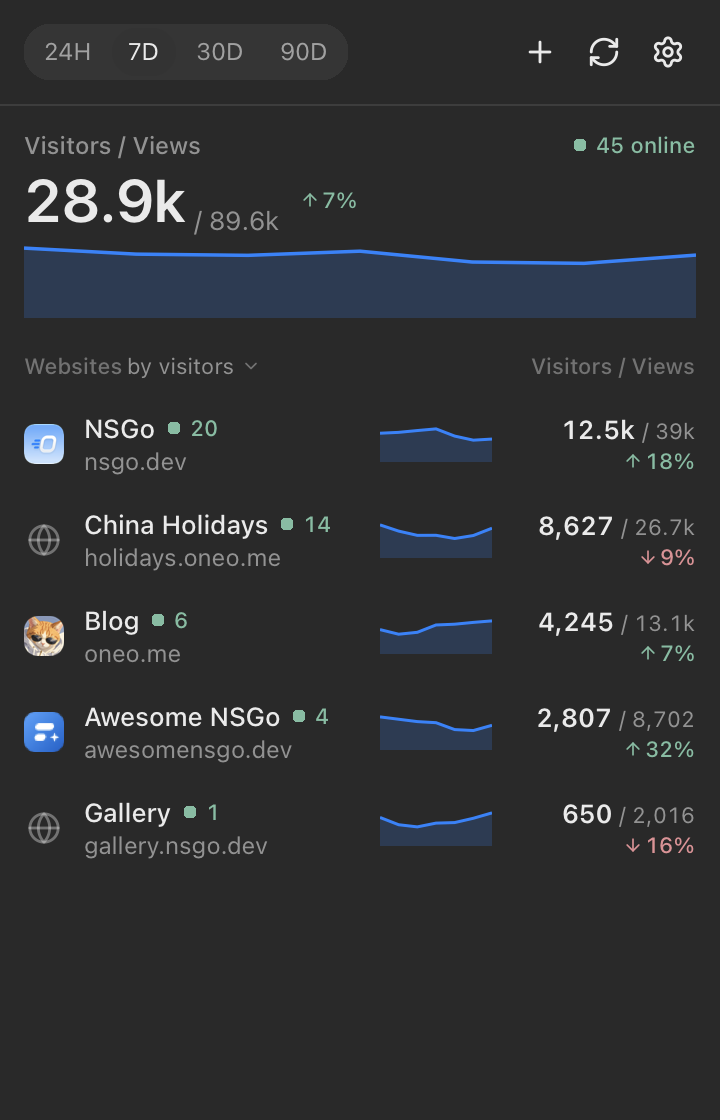 24H 7D 30D 90D
Visitors / Views 45 online
28.9k / 89.6k ↑ 7%
Websites by visitors Visitors / Views
NSGo 20 12.5k / 39k
nsgo.dev ↑ 18%
China Holidays 14 8,627 / 26.7k
holidays.oneo.me ↓ 9%
Blog 6 4,245 / 13.1k
oneo.me ↑ 7%
Awesome NSGo 4 2,807 / 8,702
awesomensgo.dev ↑ 32%
Gallery 1 650 / 2,016
gallery.nsgo.dev ↓ 16%